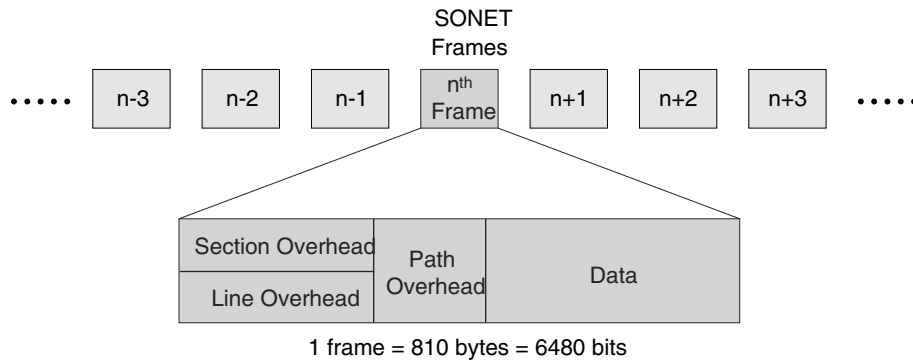 SONET
Frames
n-3
n-2
n-1
nth
Frame
n+1
n+2
n+3
Section Overhead
Line Overhead
Path
Overhead
Data
1 frame = 810 bytes = 6480 bits